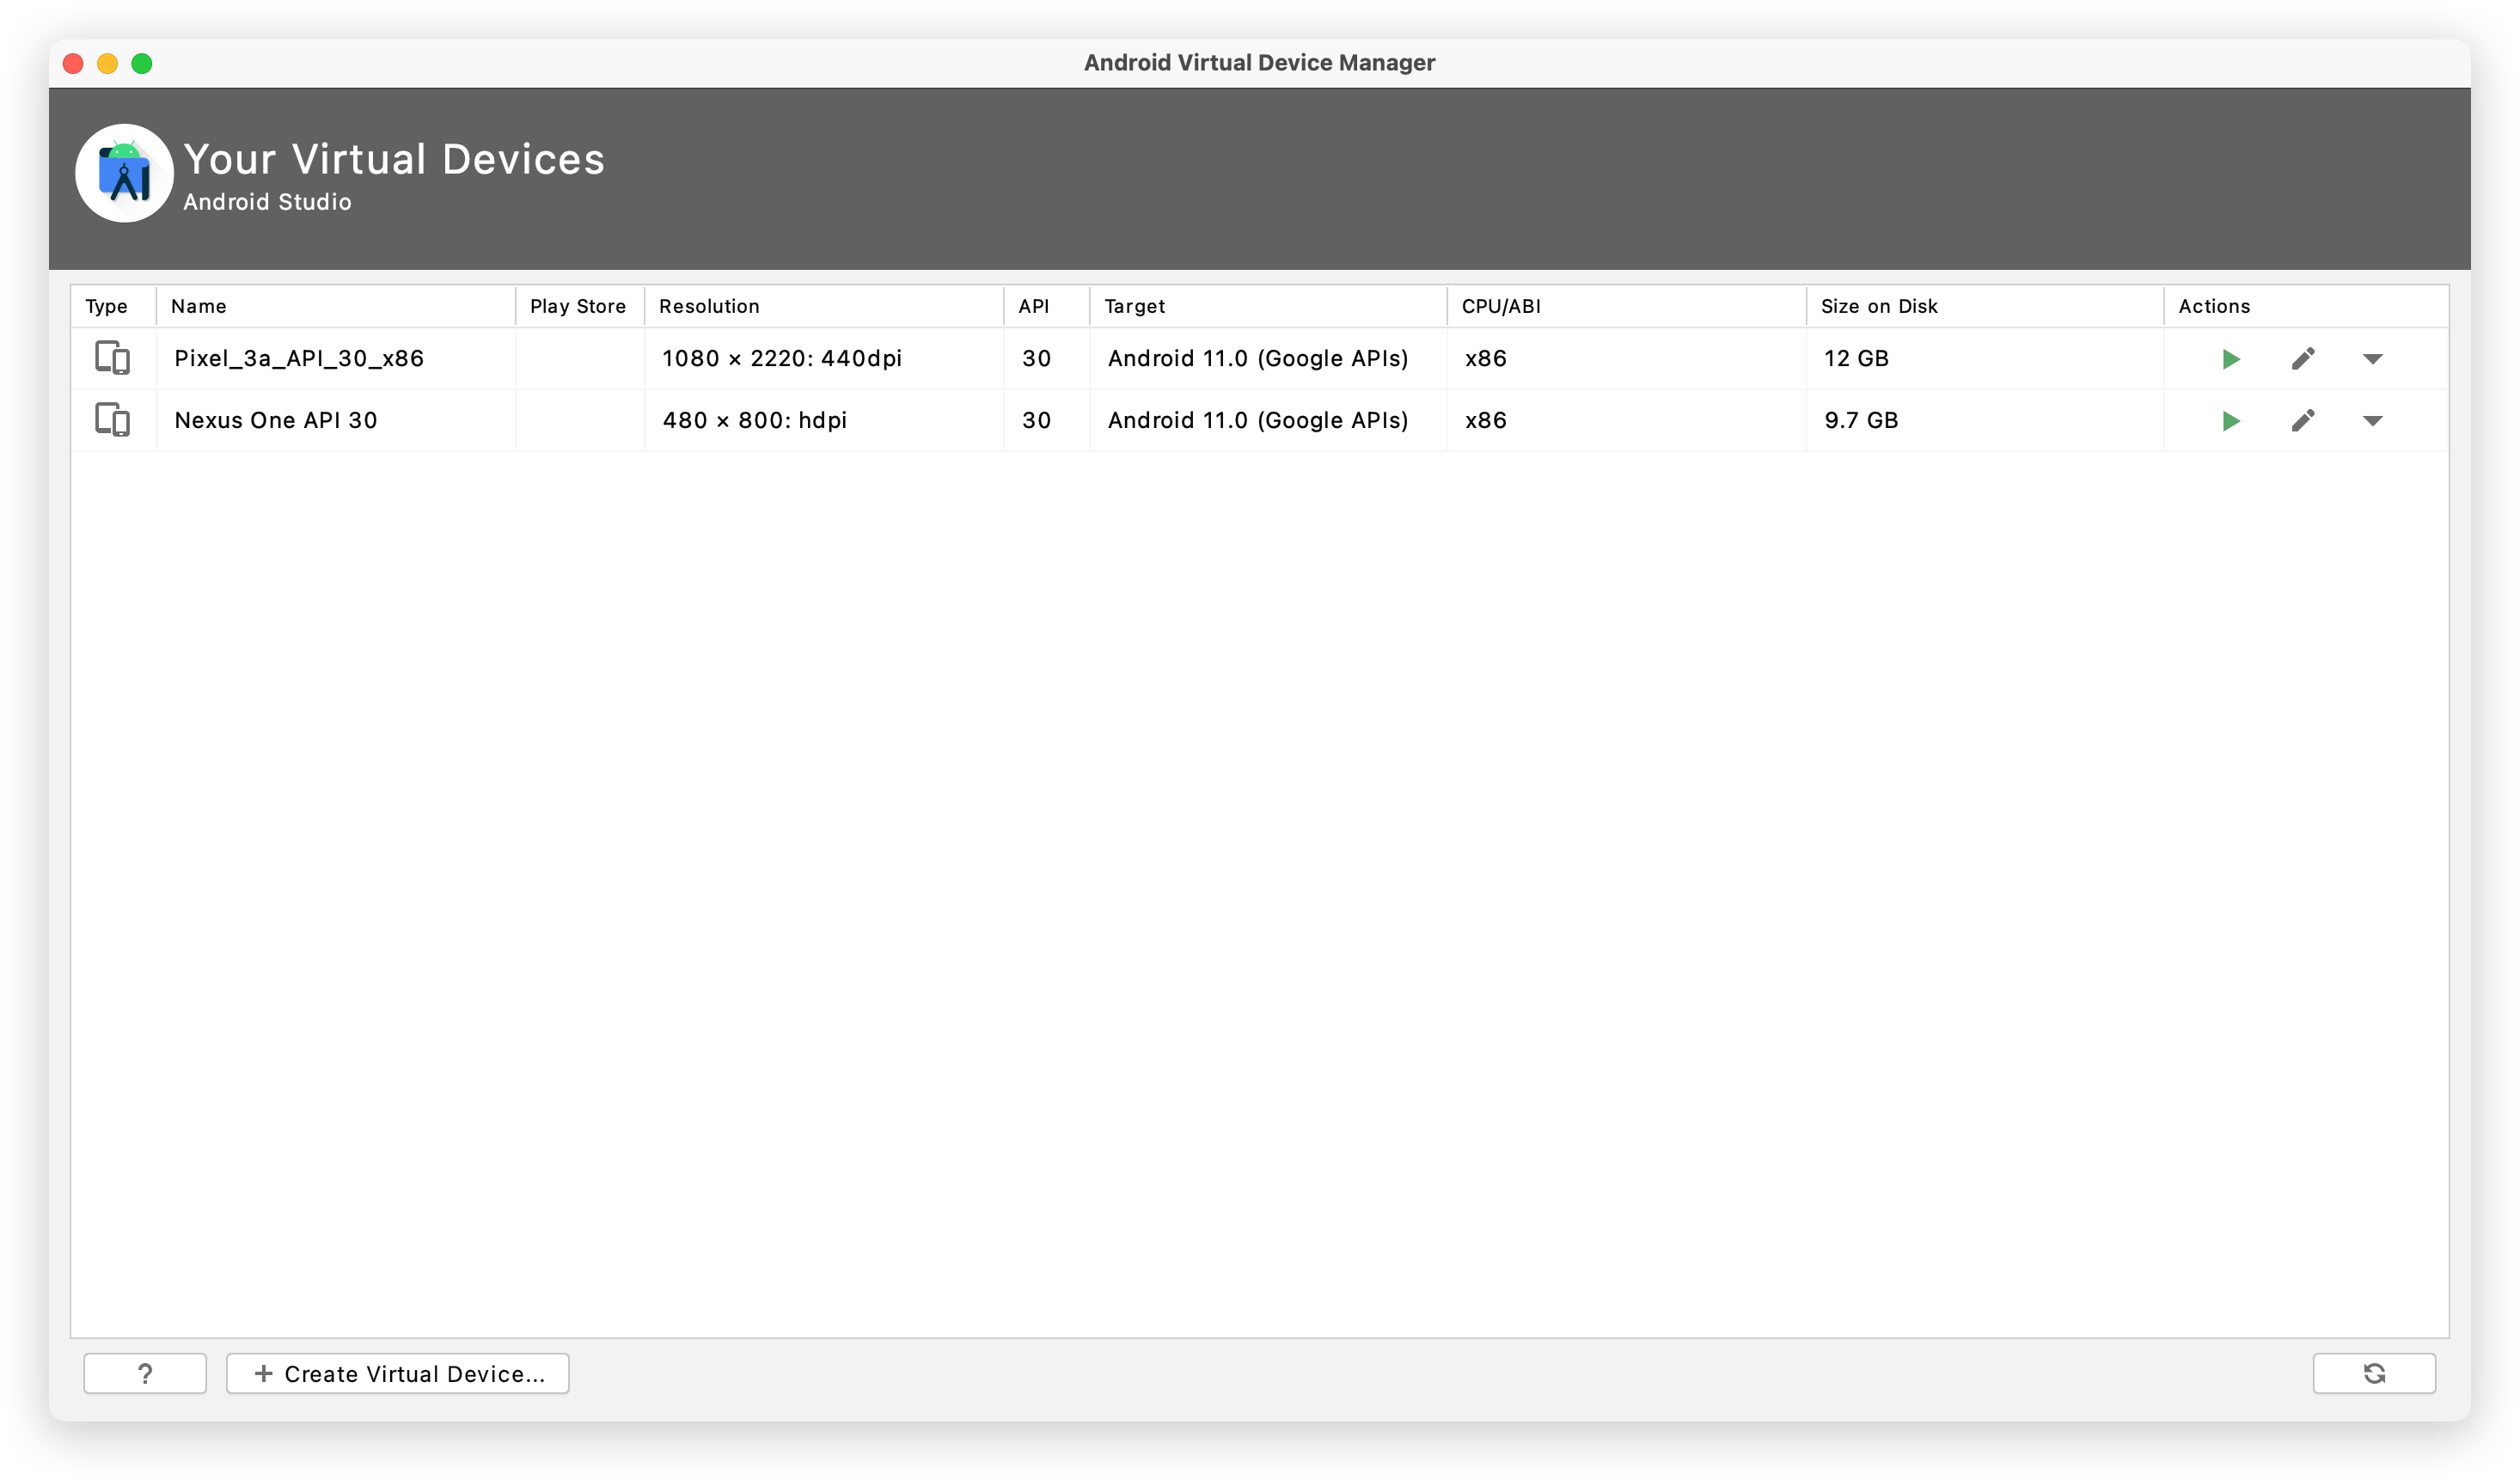 Android Virtual Device Manager
Your Virtual Devices
Android Studio
Type Name Play Store Resolution API Target CPU/ABI Size on Disk Actions
Pixel_3a_API_30_x86 1080 × 2220: 440dpi 30 Android 11.0 (Google APIs) x86 12 GB
Nexus One API 30 480 × 800: hdpi 30 Android 11.0 (Google APIs) x86 9.7 GB
? + Create Virtual Device...